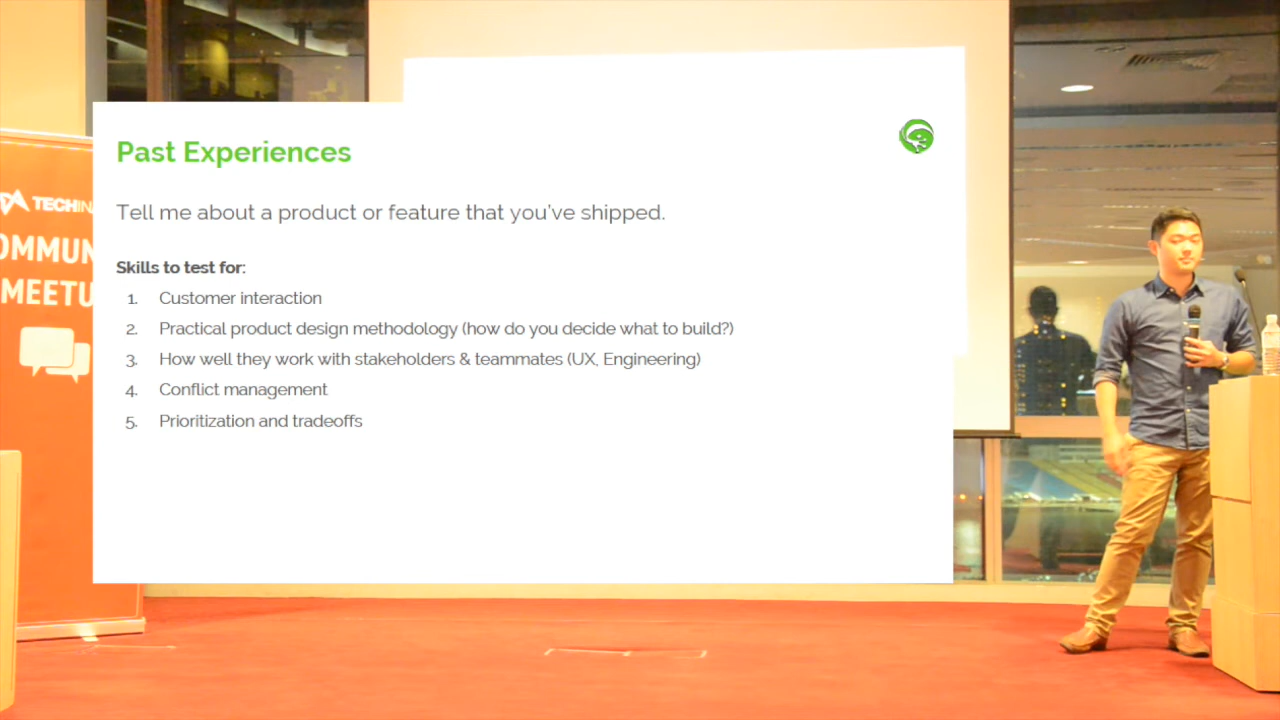 Past Experiences
Tell me about a product or feature that you've shipped.
Skills to test for:
1. Customer interaction
2. Practical product design methodology (how do you decide what to build?)
3. How well they work with stakeholders & teammates (UX, Engineering)
4. Conflict management
5. Prioritization and tradeoffs
TECHIN
OMMUN
MEETU